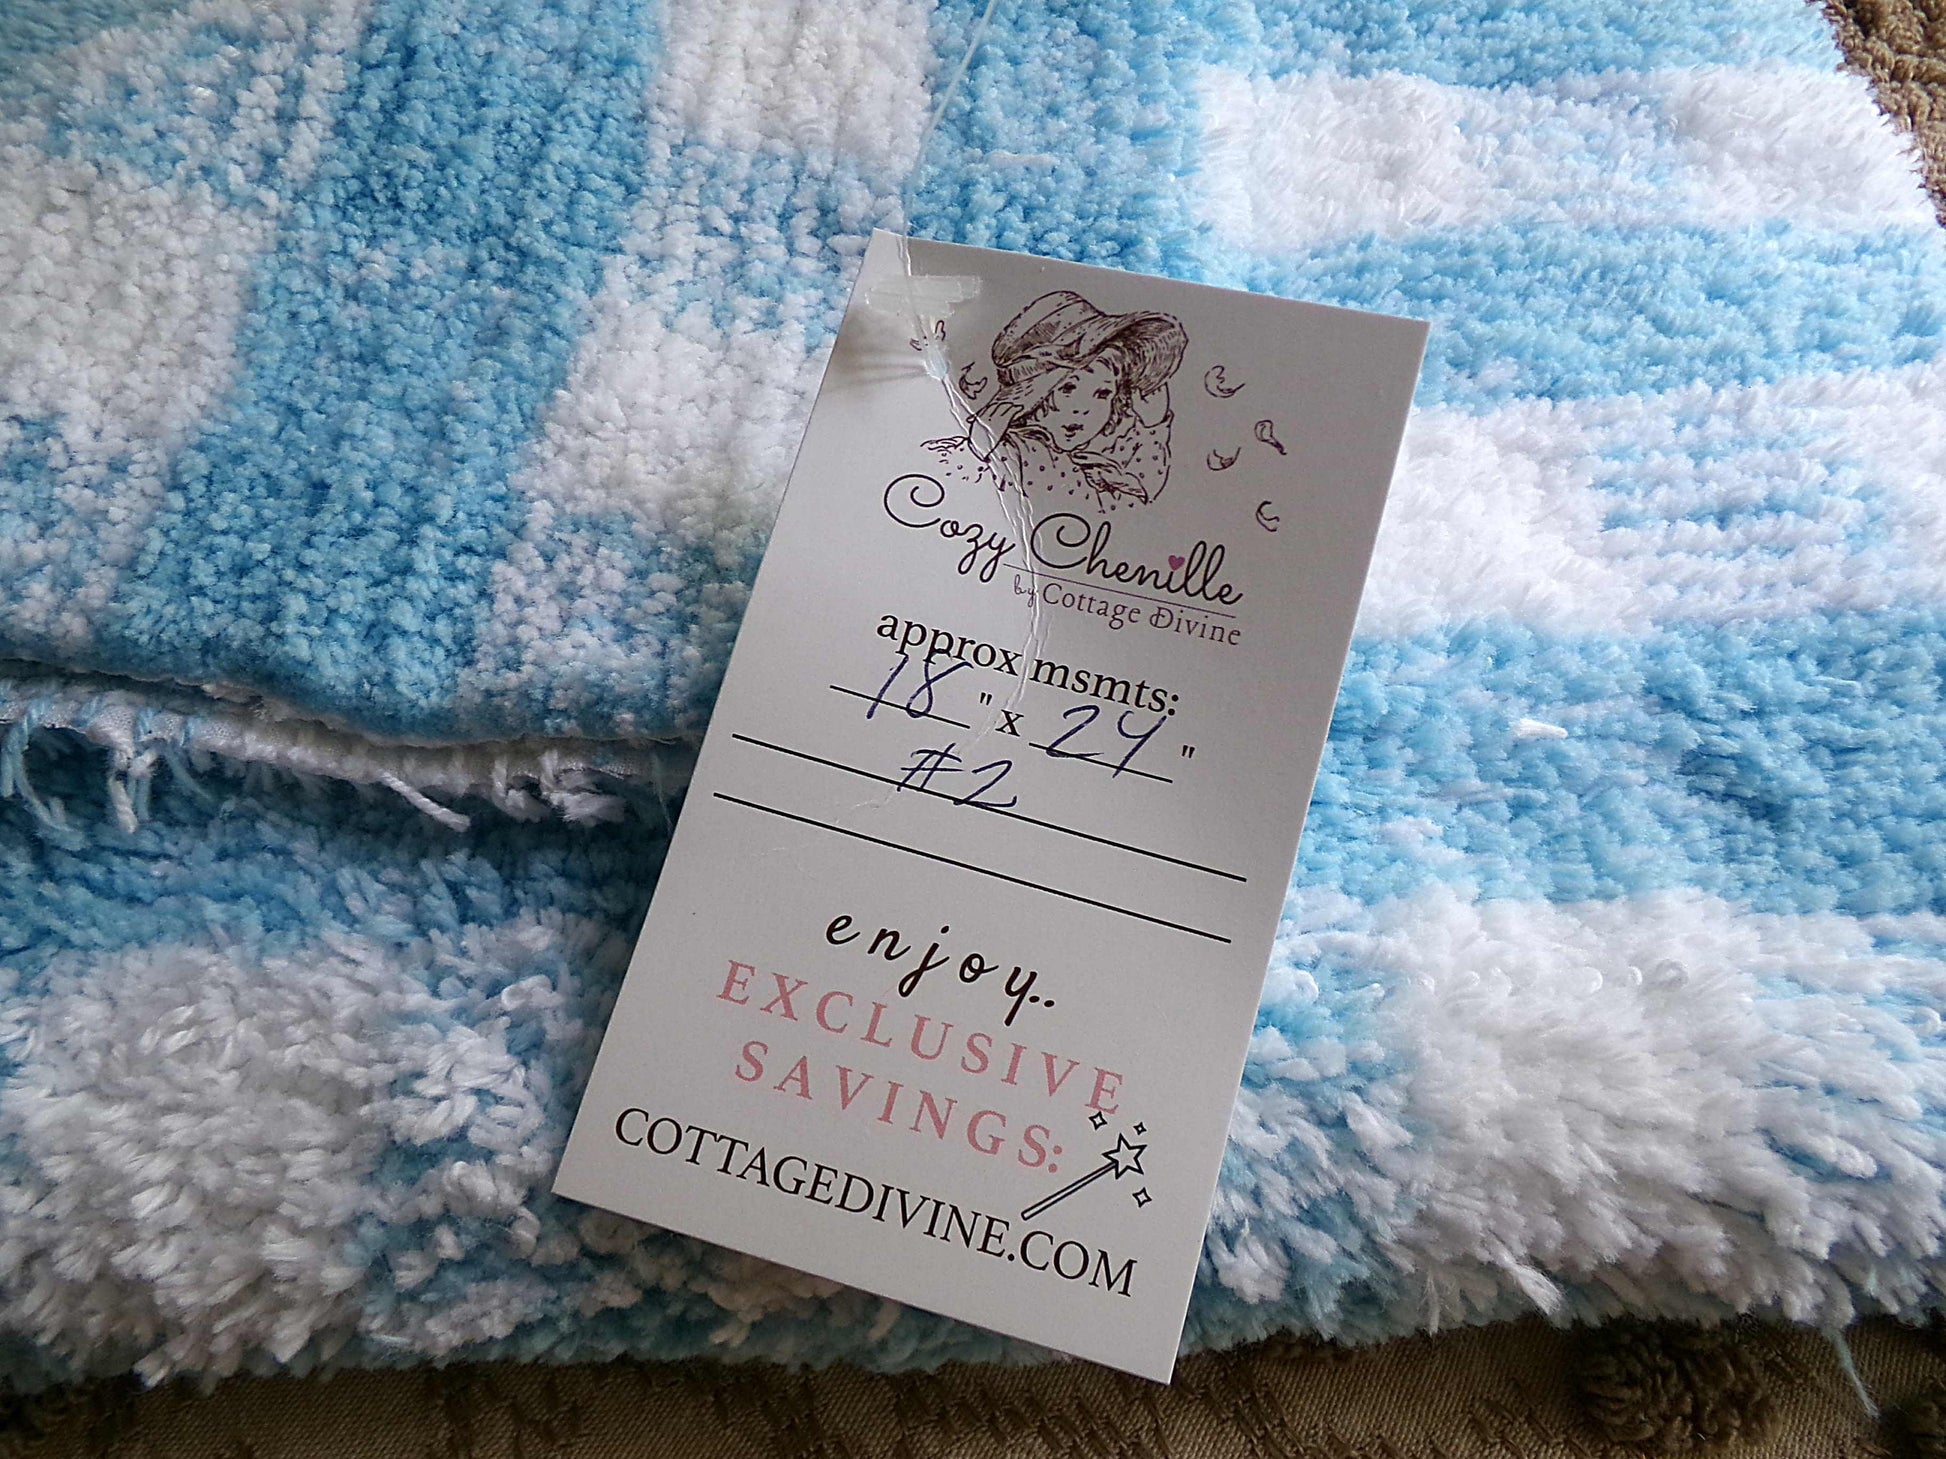 Cozy Chenille
by Cottage Divine
approx msmts:
18 " x 24 "
#2
enjoy..
EXCLUSIVE
SAVINGS:
COTTAGEDIVINE.COM